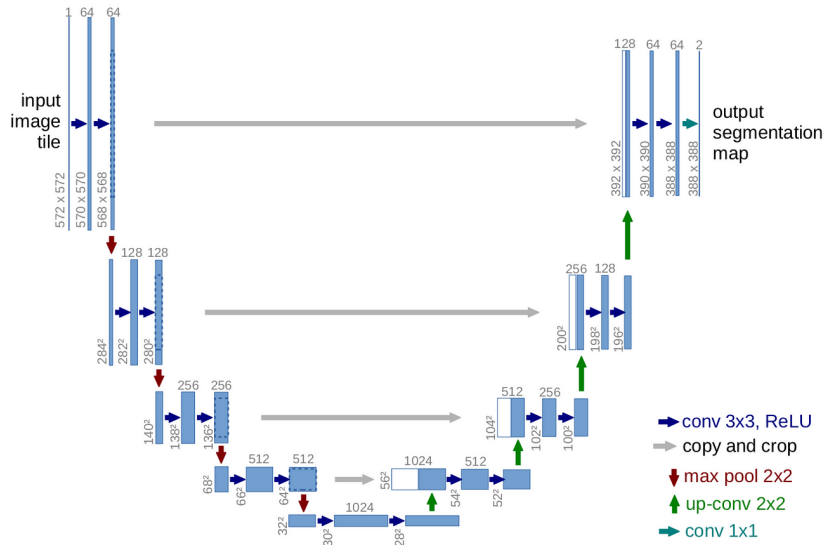 1 64 64
input
image
tile
572 x 572
570 x 570
568 x 568
128 64 64 2
output
segmentation
map
392 x 392
390 x 390
388 x 388
388 x 388
128 128
284²
282²
280²
256 128
200²
198²
196²
256 256
140²
138²
136²
512 256
104²
102²
100²
512 512
68²
66²
64²
1024 512
56²
54²
52²
1024
32²
30²
28²
conv 3x3, ReLU
copy and crop
max pool 2x2
up-conv 2x2
conv 1x1